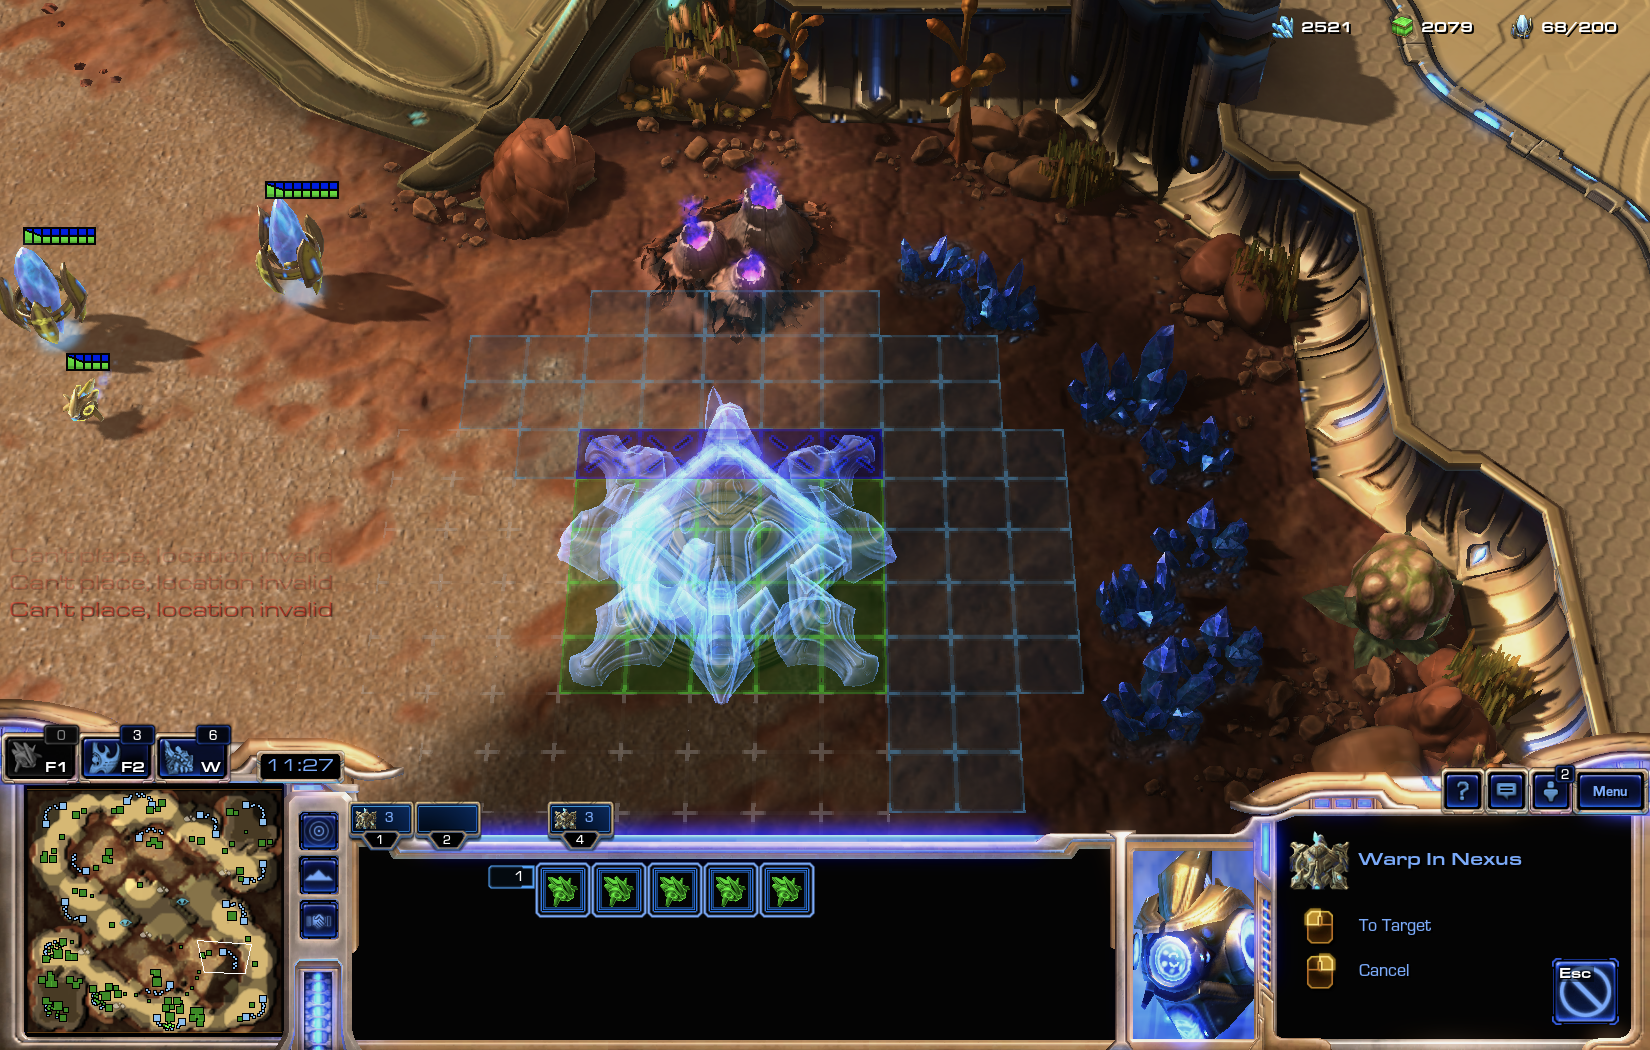 2521
2079
68/200
Can't place, location invalid
Can't place, location invalid
Can't place, location invalid
0
3
6
F1
F2
W
11:27
3
3
1
2
4
1
?
2
Menu
Warp In Nexus
To Target
Cancel
Esc